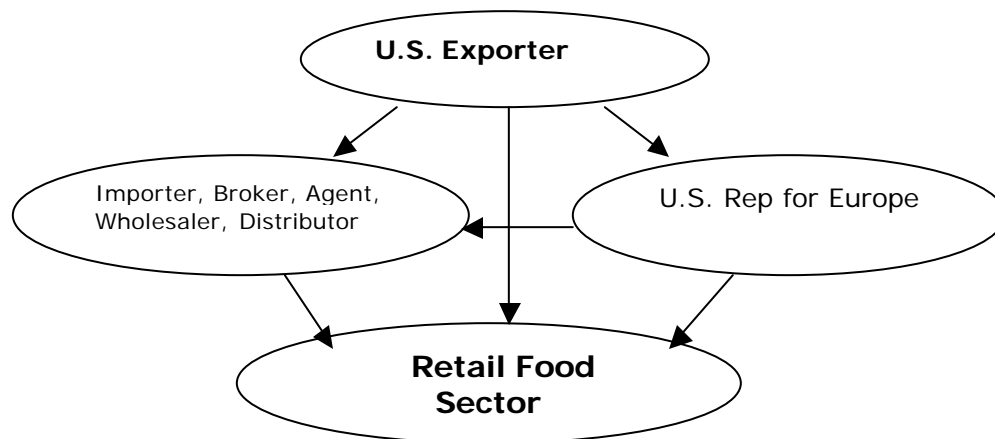 U.S. Exporter
Importer, Broker, Agent,
Wholesaler, Distributor
U.S. Rep for Europe
Retail Food
Sector